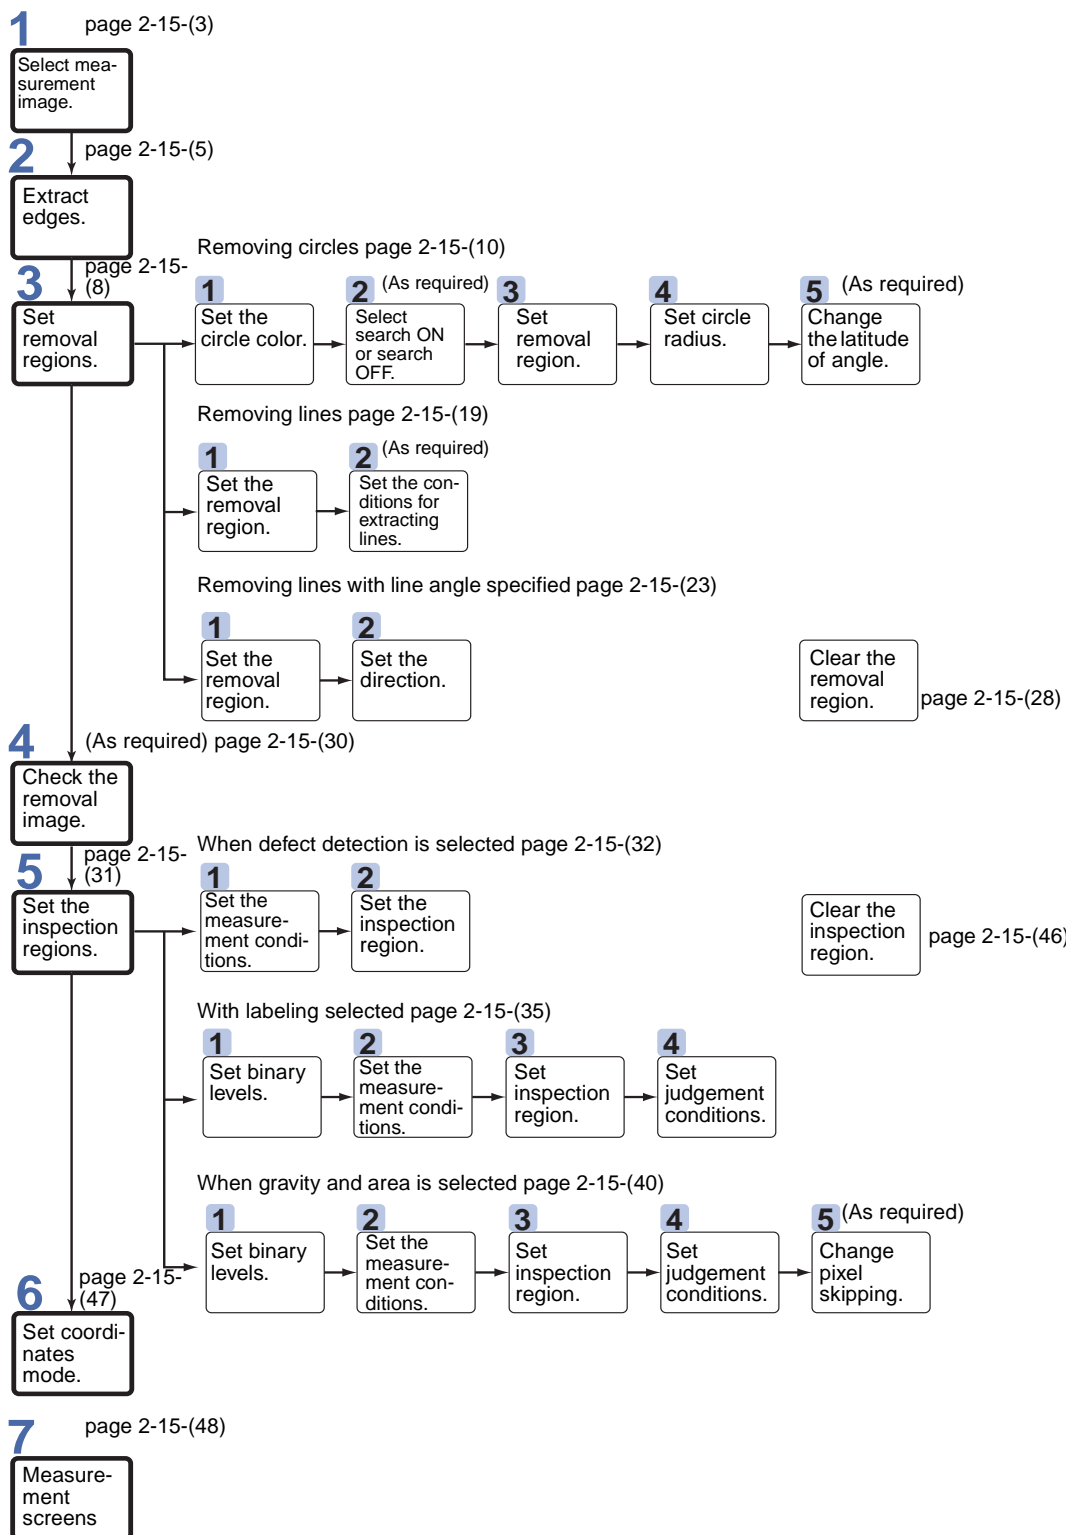 1 page 2-15-(3)
Select mea-
surement
image.
2 page 2-15-(5)
Extract
edges.
3 page 2-15-
(8)
Set
removal
regions.
Removing circles page 2-15-(10)
1
Set the
circle color.
2 (As required)
Select
search ON
or search
OFF.
3
Set
removal
region.
4
Set circle
radius.
5 (As required)
Change
the latitude
of angle.
Removing lines page 2-15-(19)
1
Set the
removal
region.
2 (As required)
Set the con-
ditions for
extracting
lines.
Removing lines with line angle specified page 2-15-(23)
1
Set the
removal
region.
2
Set the
direction.
Clear the
removal
region.
page 2-15-(28)
4 (As required) page 2-15-(30)
Check the
removal
image.
5 page 2-15-
(31)
Set the
inspection
regions.
When defect detection is selected page 2-15-(32)
1
Set the
measure-
ment condi-
tions.
2
Set the
inspection
region.
Clear the
inspection
region.
page 2-15-(46)
With labeling selected page 2-15-(35)
1
Set binary
levels.
2
Set the
measure-
ment condi-
tions.
3
Set
inspection
region.
4
Set
judgement
conditions.
When gravity and area is selected page 2-15-(40)
1
Set binary
levels.
2
Set the
measure-
ment con-
ditions.
3
Set
inspection
region.
4
Set
judgement
conditions.
5 (As required)
Change
pixel
skipping.
6 page 2-15-
(47)
Set coordi-
nates
mode.
7 page 2-15-(48)
Measure-
ment
screens